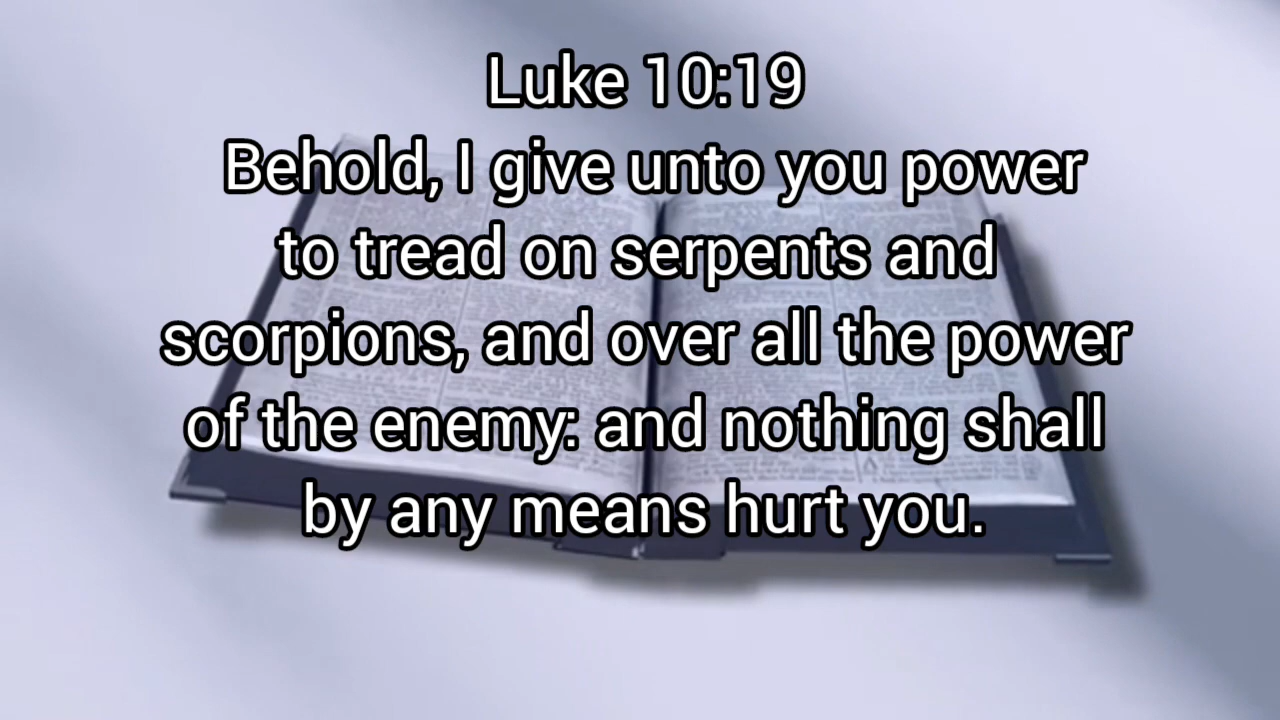 Luke 10:19
Behold, I give unto you power
to tread on serpents and
scorpions, and over all the power
of the enemy: and nothing shall
by any means hurt you.